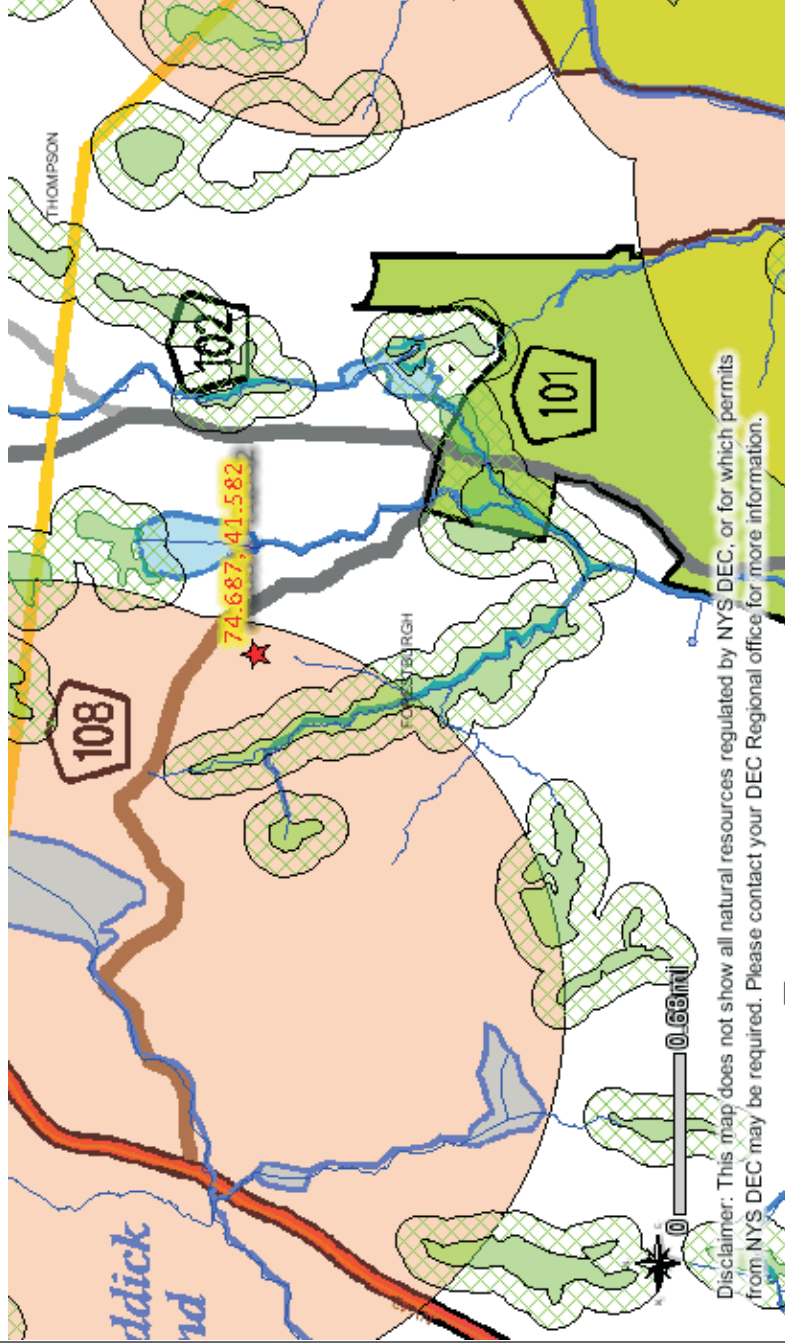 THOMPSON
102
74.687, 41.582
108
101
FORESTBURGH
ddick
nd
0 0.68mi
Disclaimer: This map does not show all natural resources regulated by NYS DEC, or for which permits
from NYS DEC may be required. Please contact your DEC Regional office for more information.